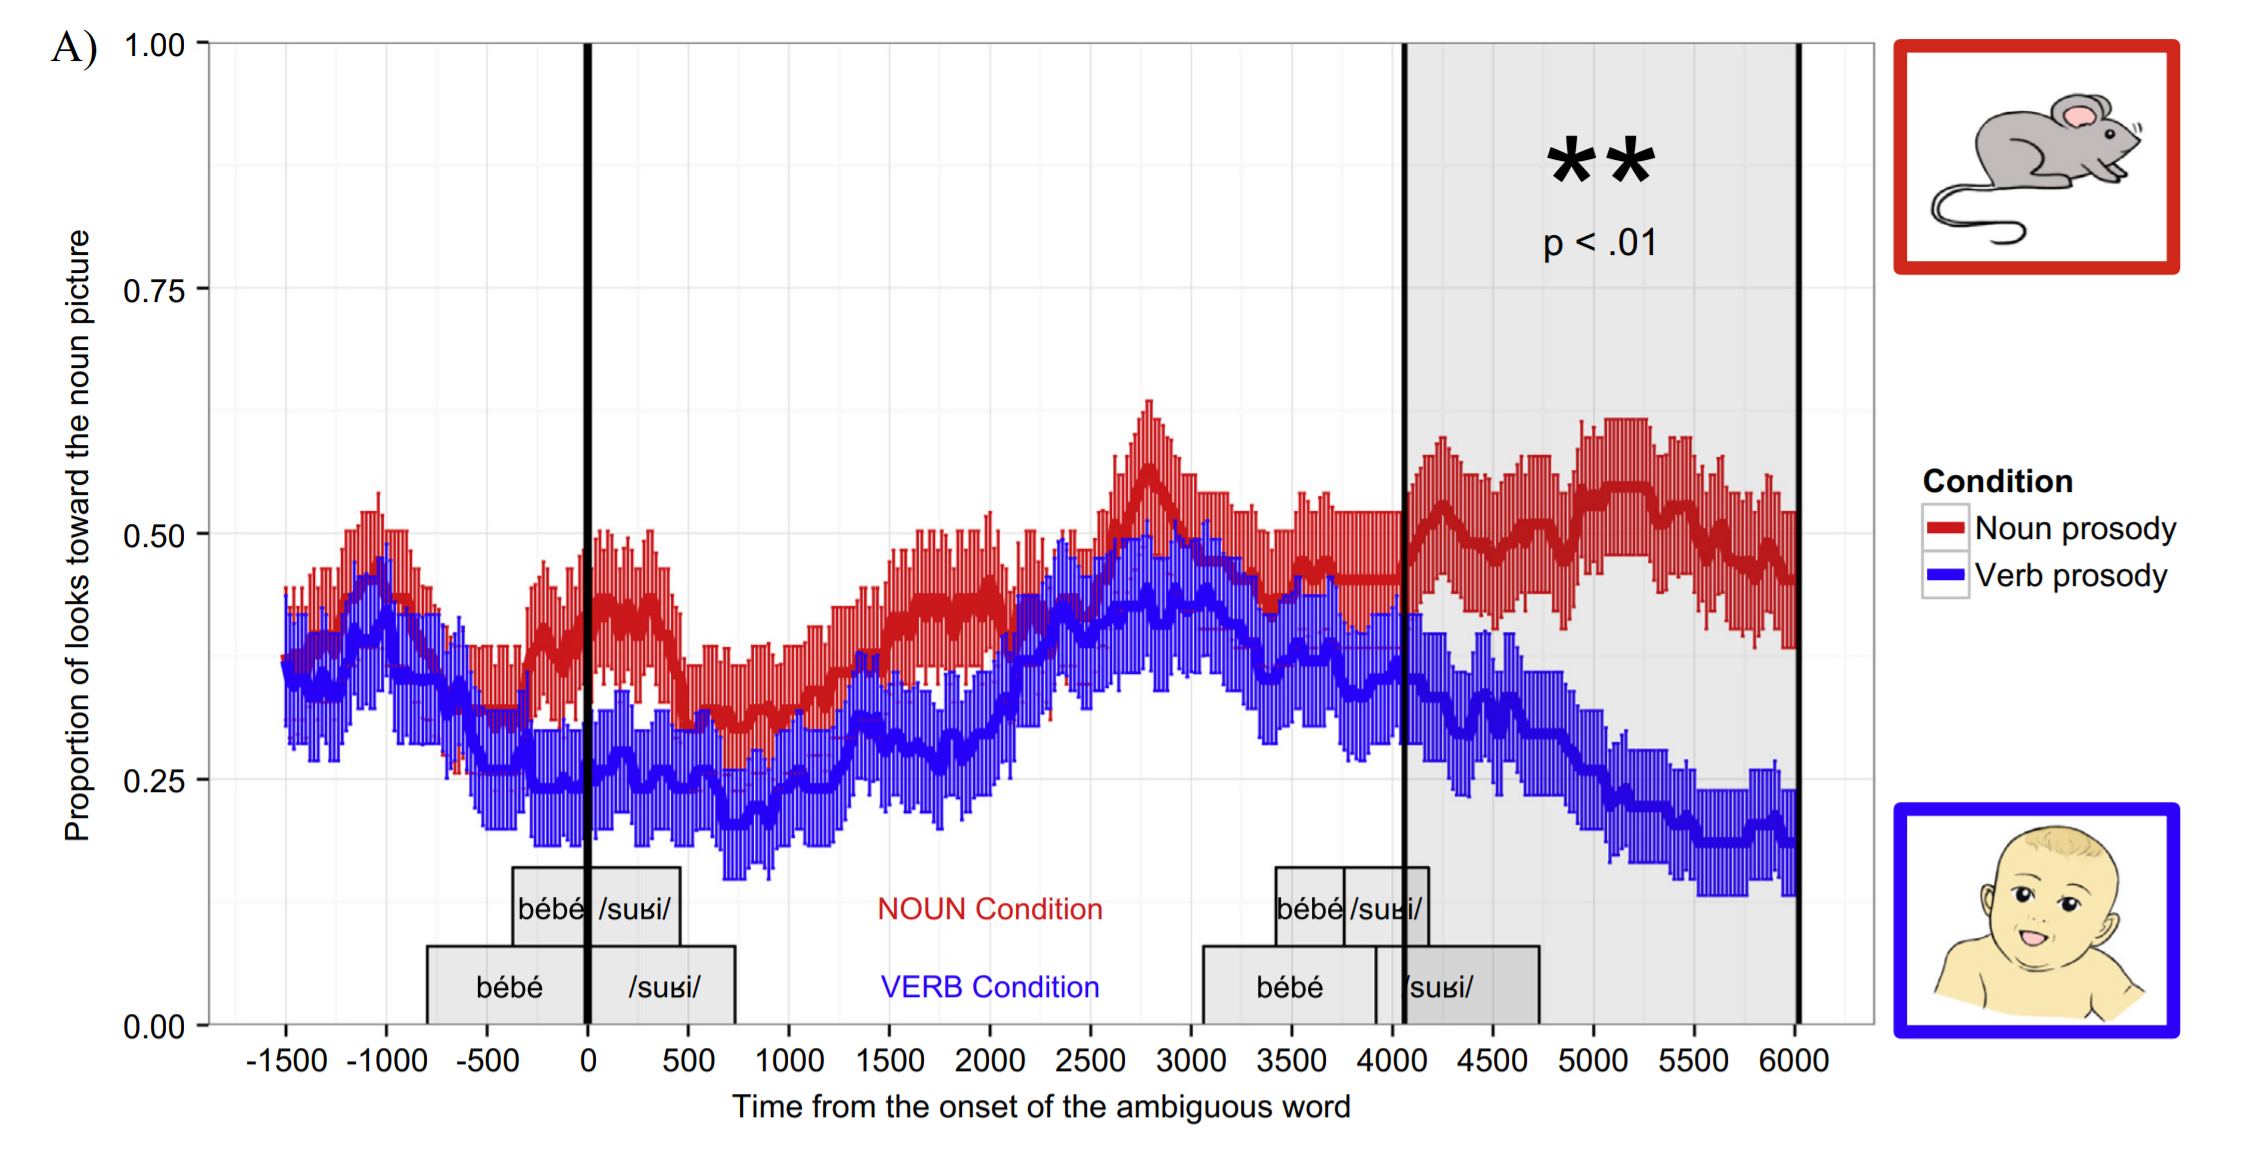 A)
1.00
0.75
0.50
0.25
0.00
Proportion of looks toward the noun picture
**
p < .01
bébé /suʁi/
NOUN Condition
bébé /suʁi/
bébé /suʁi/
VERB Condition
bébé /suʁi/
-1500 -1000 -500 0 500 1000 1500 2000 2500 3000 3500 4000 4500 5000 5500 6000
Time from the onset of the ambiguous word
Condition
Noun prosody
Verb prosody